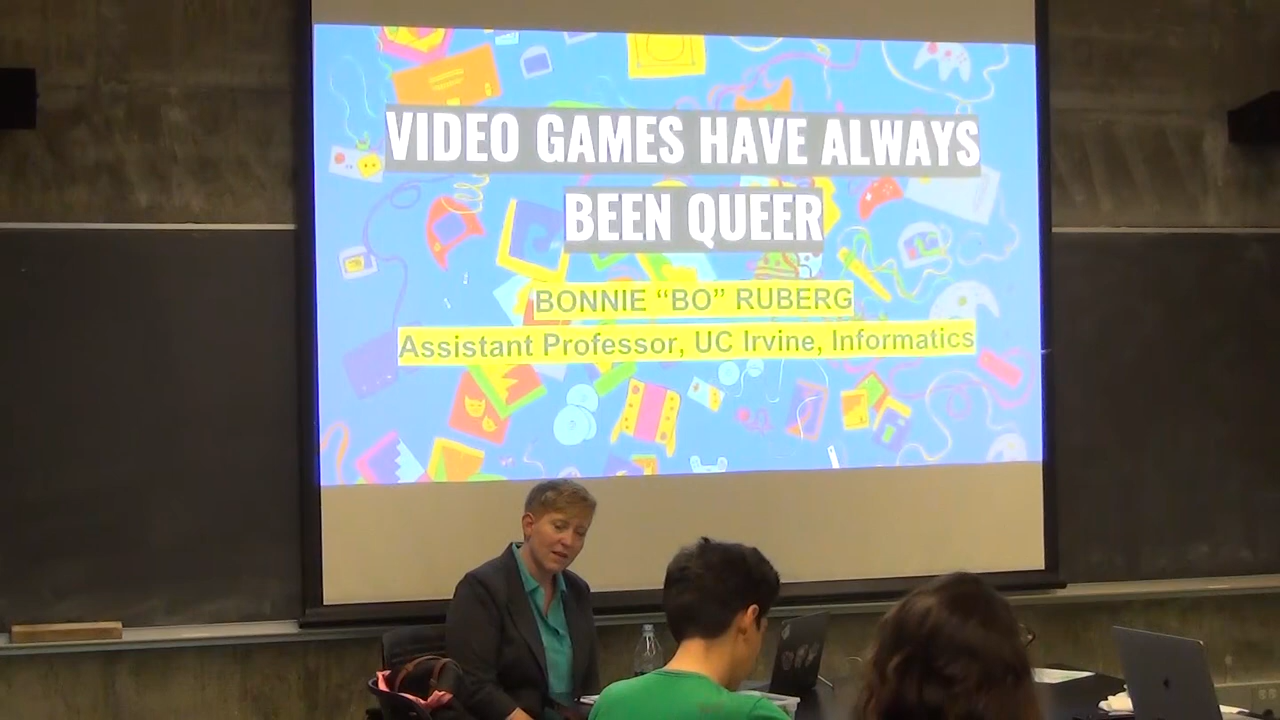 VIDEO GAMES HAVE ALWAYS
BEEN QUEER
BONNIE “BO” RUBERG
Assistant Professor, UC Irvine, Informatics